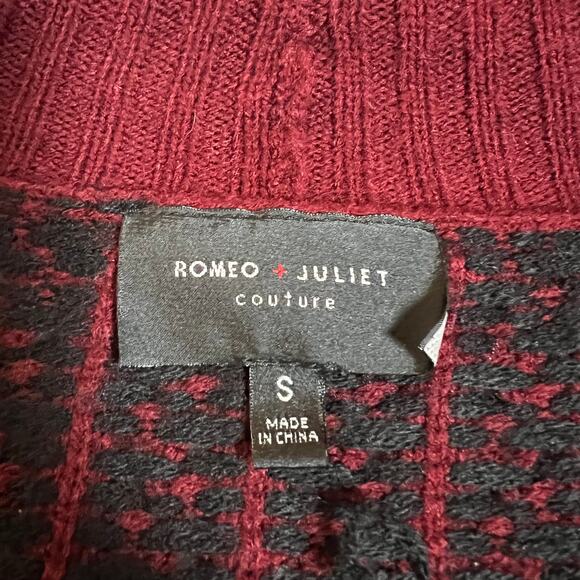 ROMEO + JULIET
couture
S
MADE
IN CHINA